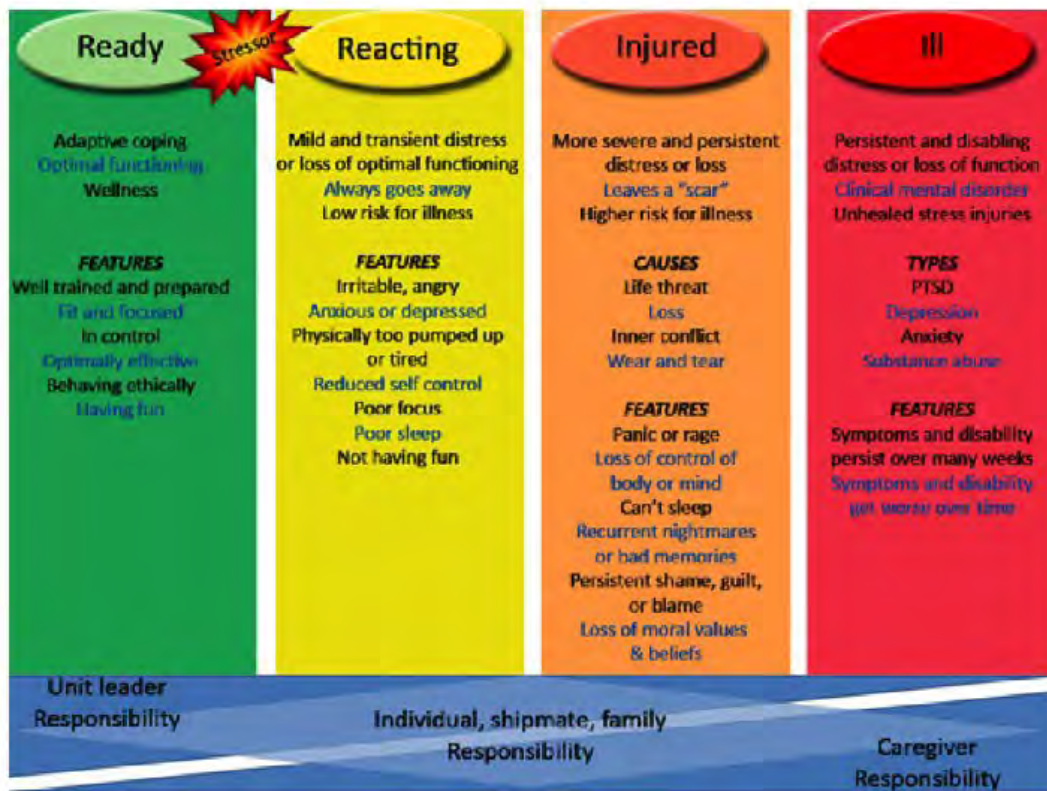 Ready
Stressor
Reacting
Injured
Ill
Adaptive coping
Optimal functioning
Wellness
FEATURES
Well trained and prepared
Fit and focused
In control
Optimally effective
Behaving ethically
Having fun
Mild and transient distress
or loss of optimal functioning
Always goes away
Low risk for illness
FEATURES
Irritable, angry
Anxious or depressed
Physically too pumped up
or tired
Reduced self control
Poor focus
Poor sleep
Not having fun
More severe and persistent
distress or loss
Leaves a "scar"
Higher risk for illness
CAUSES
Life threat
Loss
Inner conflict
Wear and tear
FEATURES
Panic or rage
Loss of control of
body or mind
Can't sleep
Recurrent nightmares
or bad memories
Persistent shame, guilt,
or blame
Loss of moral values
& beliefs
Persistent and disabling
distress or loss of function
Clinical mental disorder
Unhealed stress injuries
TYPES
PTSD
Depression
Anxiety
Substance abuse
FEATURES
Symptoms and disability
persist over many weeks
Symptoms and disability
get worse over time
Unit leader
Responsibility
Individual, shipmate, family
Responsibility
Caregiver
Responsibility